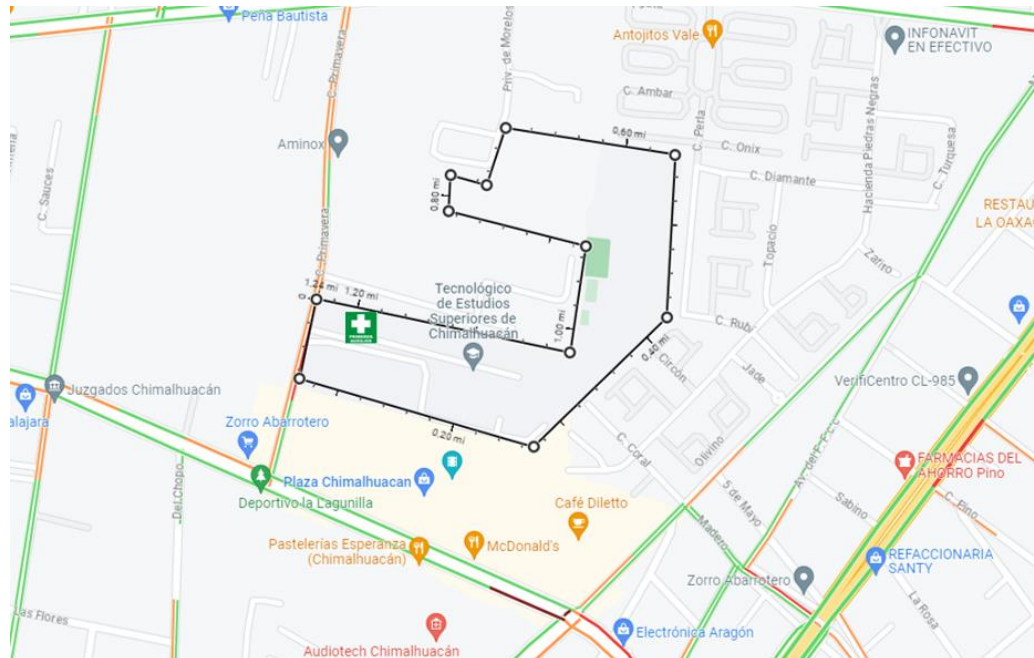 Peña Bautista
Antojitos Vale
INFONAVIT
EN EFECTIVO
C. Primavera
Priv. de Morelos
C. Ambar
C. Perla
Hacienda Piedras Negras
C. Turquesa
Aminox
0,60 mi
C. Onix
C. Diamante
C. Sauces
0,80 mi
RESTAU
LA OAXAC
C. Primavera
Topacio
Zafiro
1,24 mi
1,20 mi
0
Tecnológico
de Estudios
Superiores de
Chimalhuacán
PRIMEROS
AUXILIOS
1,00 mi
0,40 mi
C. Rubí
Circón
Jade
VerifiCentro CL-985
Juzgados Chimalhuacán
alajara
Zorro Abarrotero
0,20 mi
C. Coral
Olivino
Av. del F.F.C.C
FARMACIAS DEL
AHORRO Pino
Del Chopo
Plaza Chimalhuacan
Deportivo la Lagunilla
Café Diletto
5 de Mayo
Sabino
C. Pino
Pastelerías Esperanza
(Chimalhuacán)
McDonald's
Madero
REFACCIONARIA
SANTY
Zorro Abarrotero
La Rosa
Las Flores
Electrónica Aragón
Audiotech Chimalhuacán